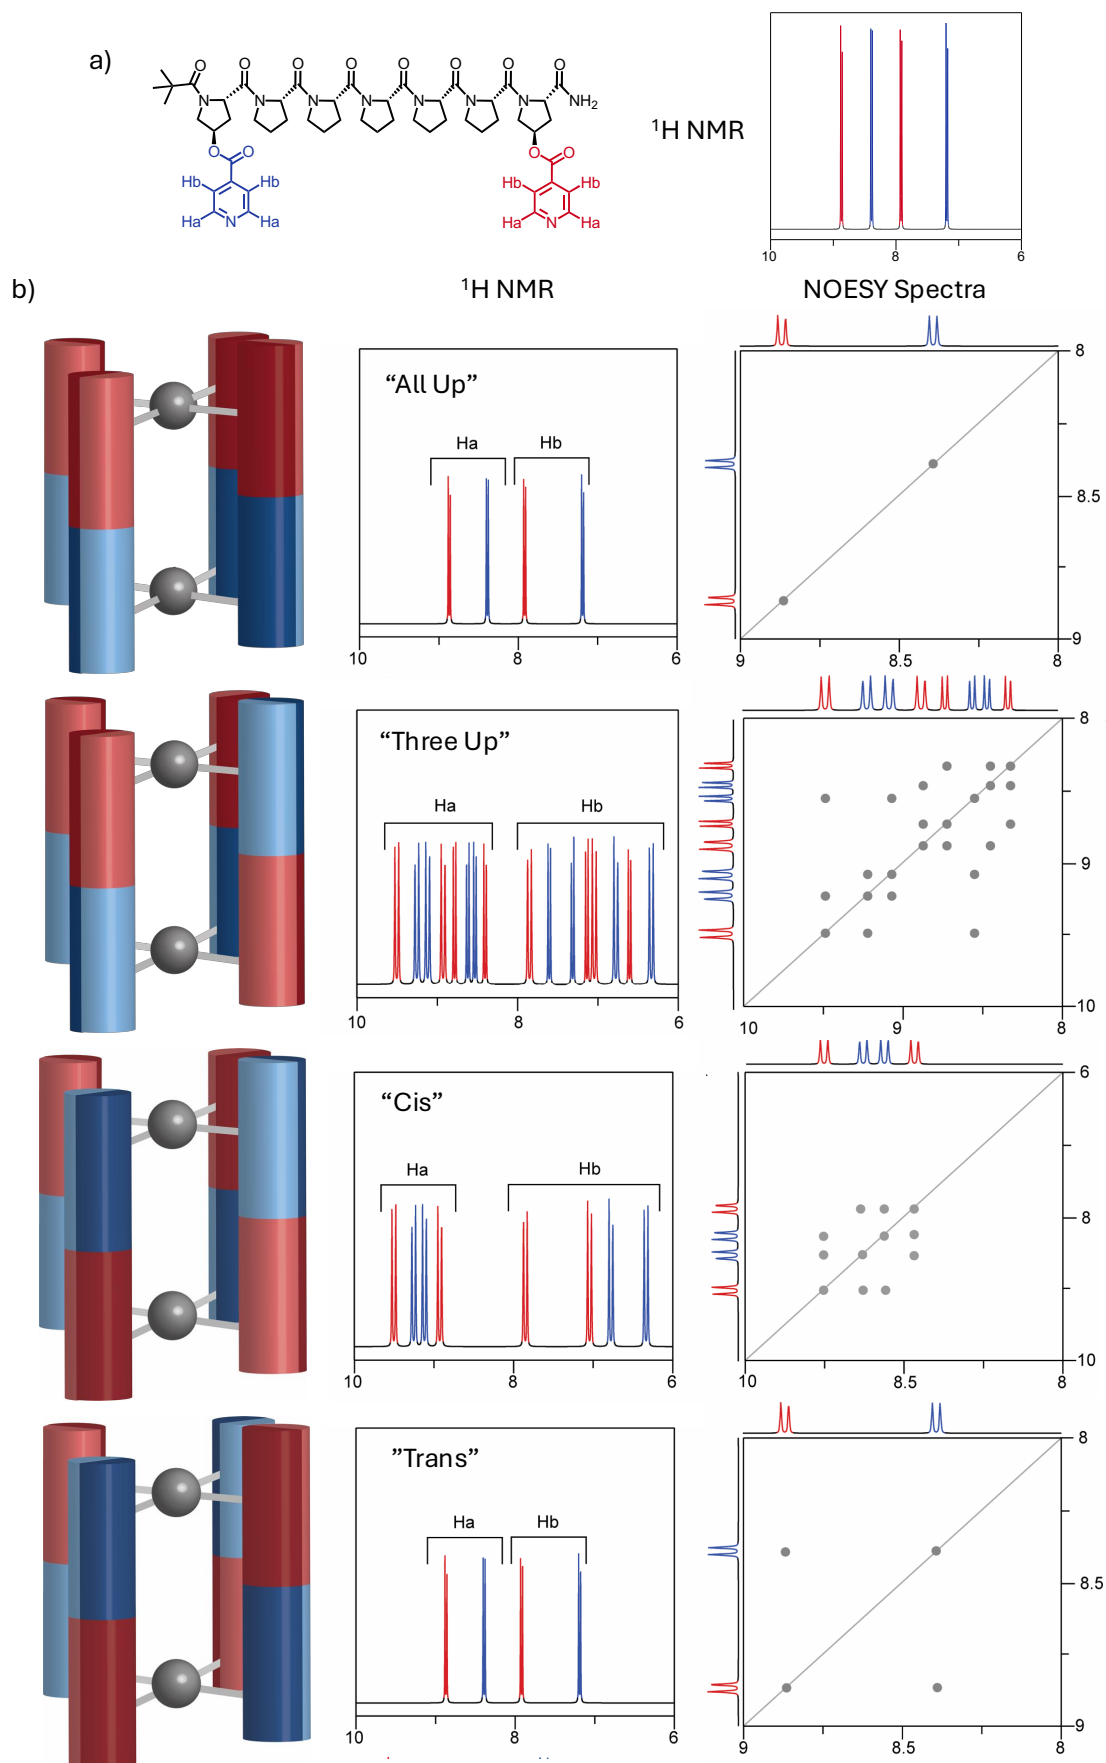 a)
O O O O O O O O
N N N N N N N NH2
O O O O
Hb Hb Hb Hb
Ha N Ha Ha N Ha
1H NMR
10 8 6
b)
1H NMR
NOESY Spectra
“All Up”
Ha Hb
10 8 6
8
8.5
9
9 8.5 8
“Three Up”
Ha Hb
10 8 6
8
9
10
10 9 8
“Cis”
Ha Hb
10 8 6
6
8
10
10 8.5 8
”Trans”
Ha Hb
10 8 6
8
8.5
9
9 8.5 8